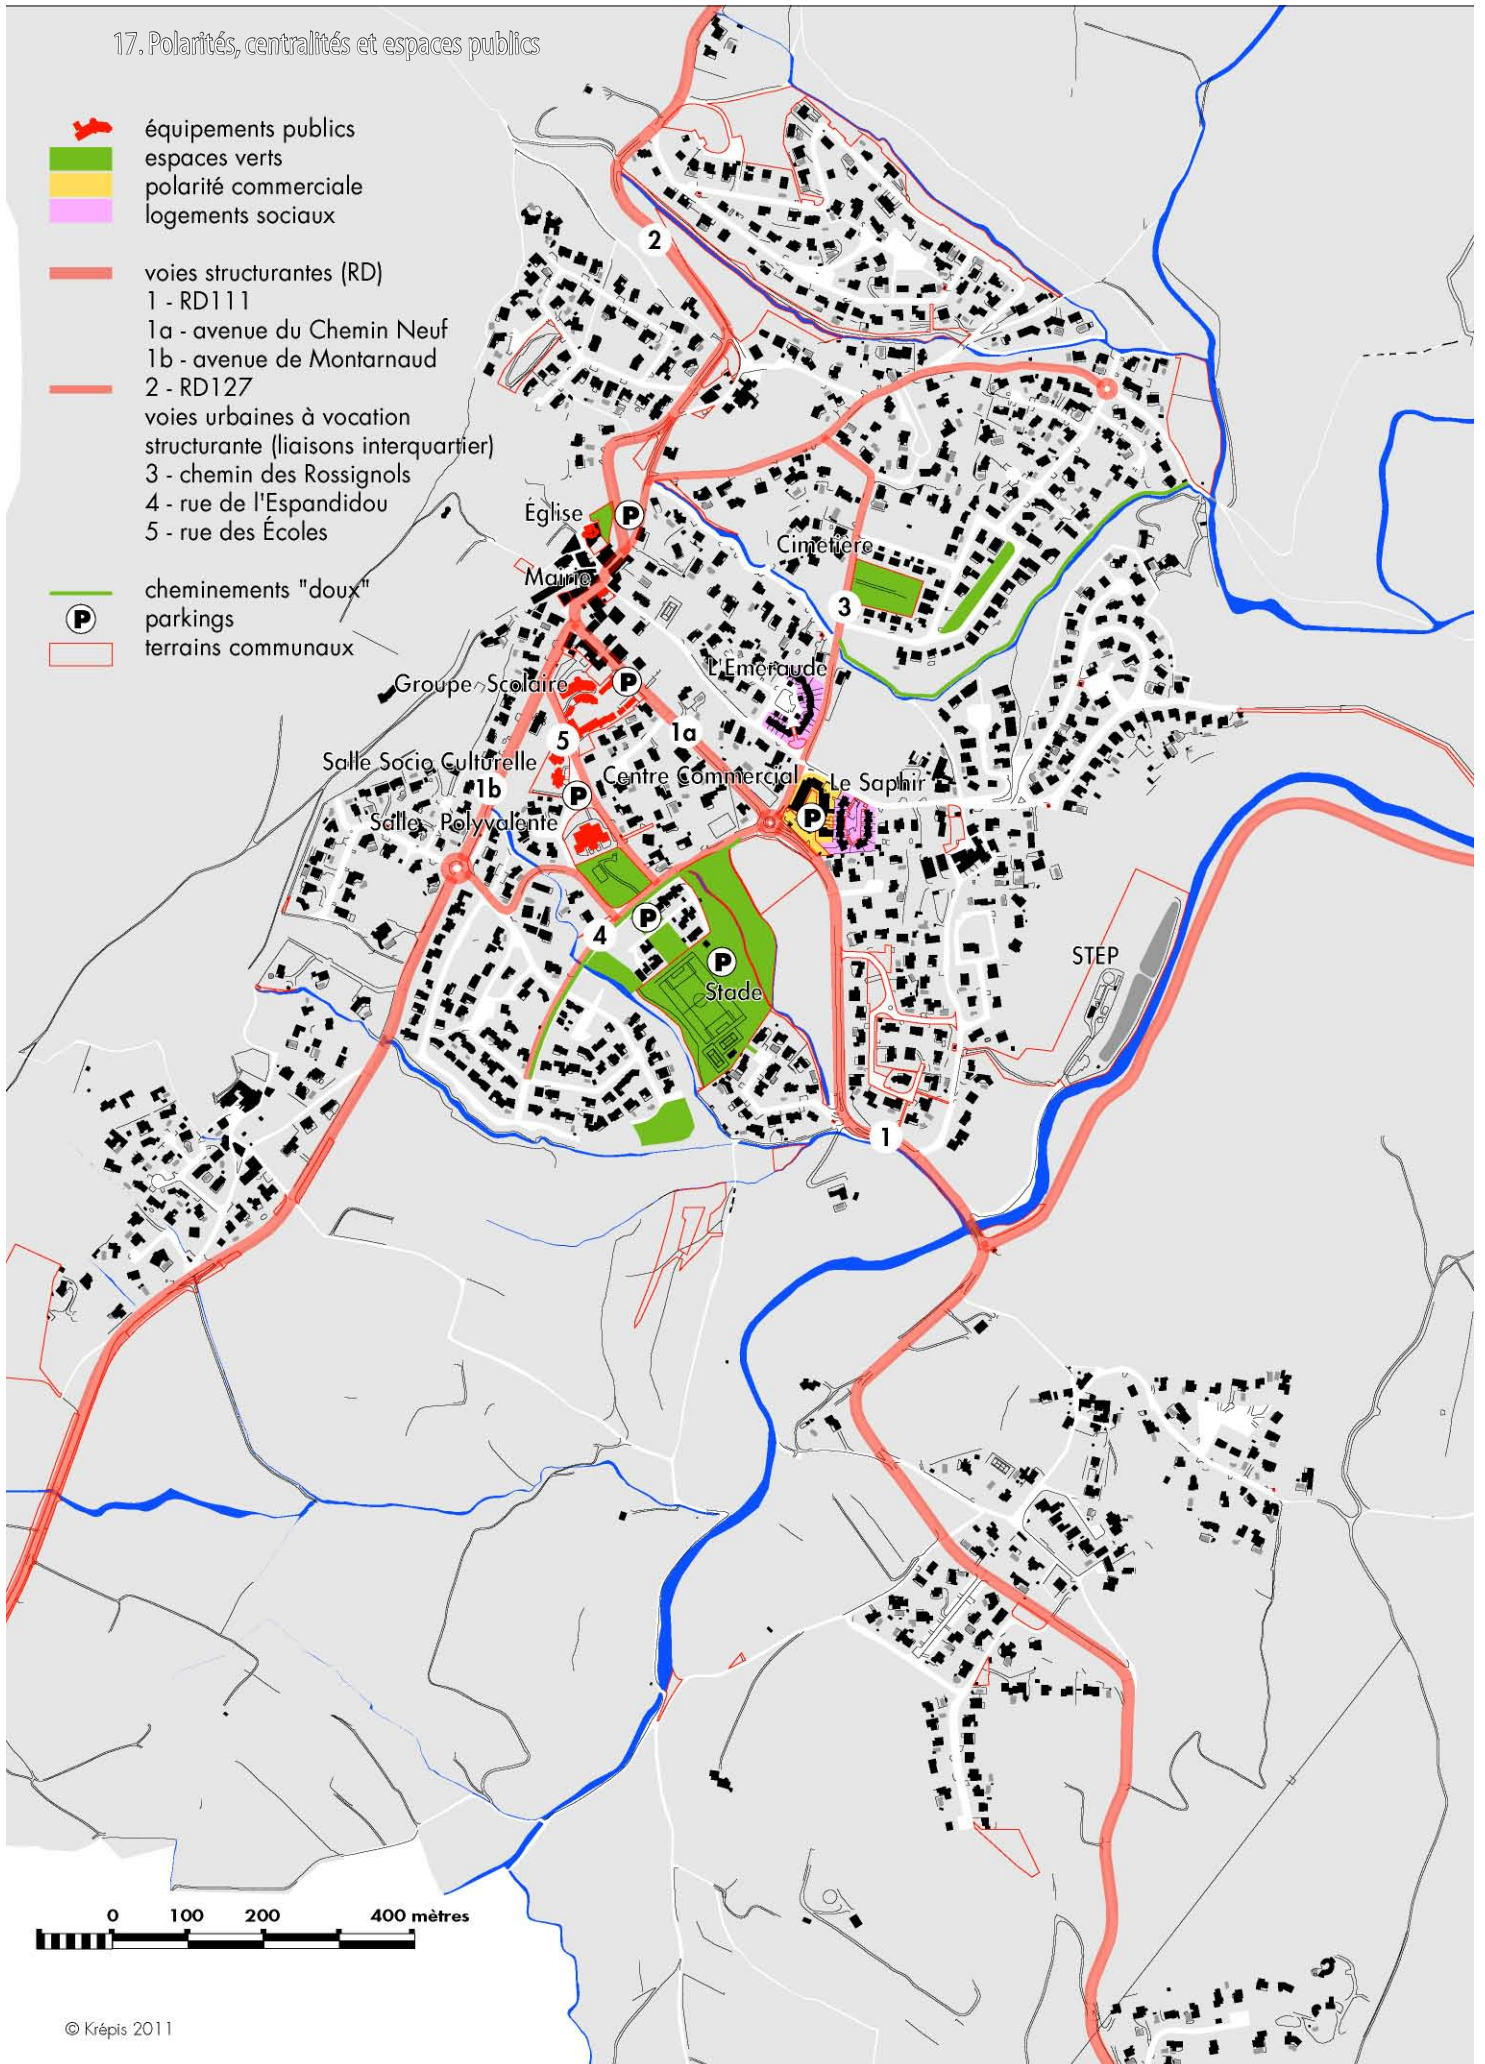 17. Polarités, centralités et espaces publics
équipements publics
espaces verts
polarité commerciale
logements sociaux
voies structurantes (RD)
1 - RD111
1a - avenue du Chemin Neuf
1b - avenue de Montarnaud
2 - RD127
voies urbaines à vocation
structurante (liaisons interquartier)
3 - chemin des Rossignols
4 - rue de l'Espandidou
5 - rue des Écoles
cheminements "doux"
P parkings
terrains communaux
2
Église
P
Cimetière
Mairie
3
L'Emeraude
Groupe Scolaire
P
1a
5
Salle Socio Culturelle
Centre Commercial
Le Saphir
1b
P
Salle Polyvalente
P
P
4
STEP
P
Stade
1
0 100 200 400 mètres
© Krépis 2011